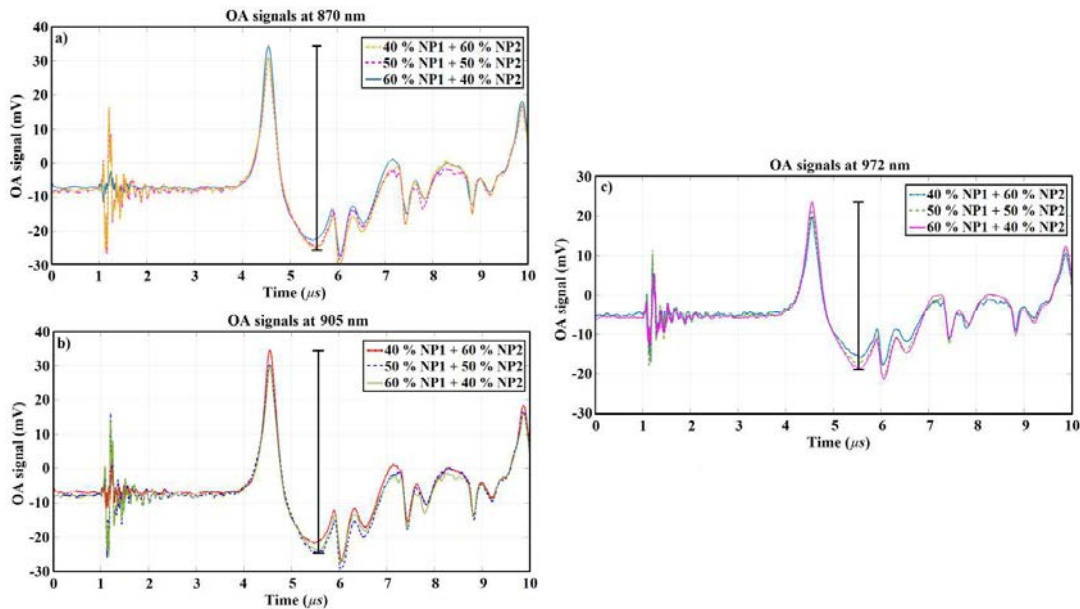 OA signals at 870 nm
a)
40 % NP1 + 60 % NP2
50 % NP1 + 50 % NP2
60 % NP1 + 40 % NP2
OA signal (mV)
40
30
20
10
0
-10
-20
-30
0 1 2 3 4 5 6 7 8 9 10
Time (μs)
OA signals at 905 nm
b)
40 % NP1 + 60 % NP2
50 % NP1 + 50 % NP2
60 % NP1 + 40 % NP2
OA signal (mV)
40
30
20
10
0
-10
-20
-30
0 1 2 3 4 5 6 7 8 9 10
Time (μs)
OA signals at 972 nm
c)
40 % NP1 + 60 % NP2
50 % NP1 + 50 % NP2
60 % NP1 + 40 % NP2
OA signal (mV)
30
20
10
0
-10
-20
-30
0 1 2 3 4 5 6 7 8 9 10
Time (μs)